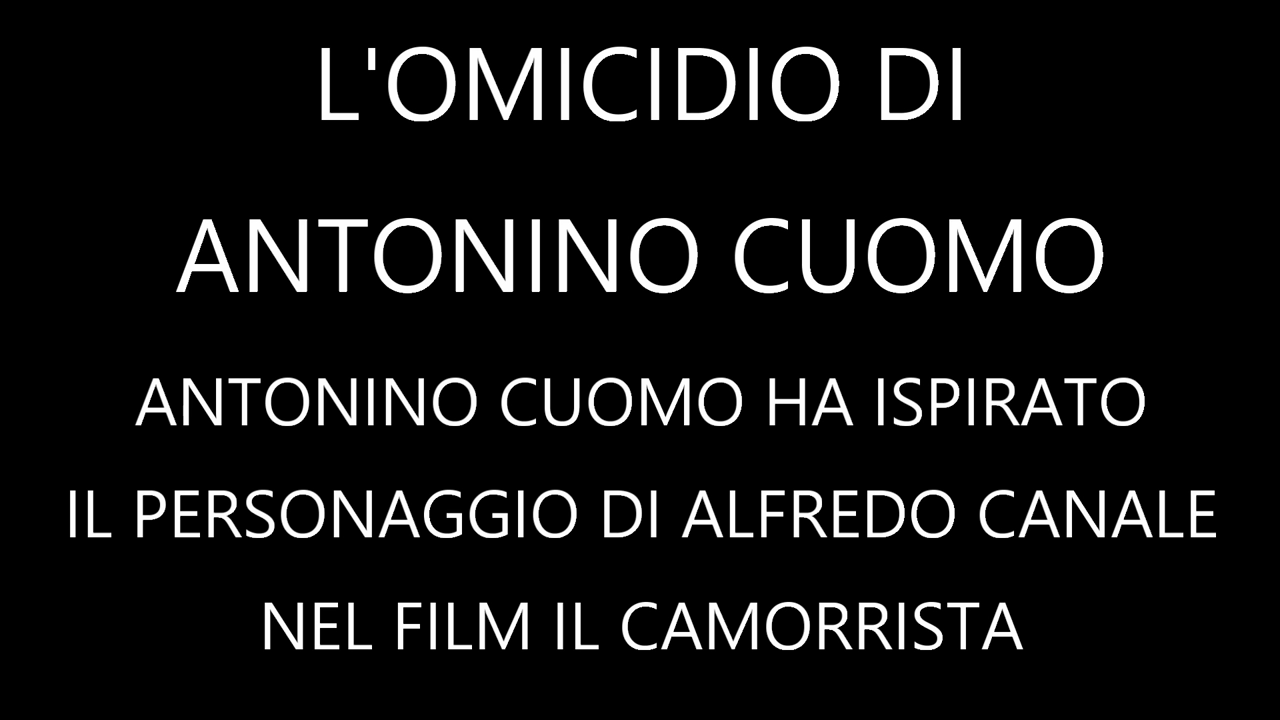 L'OMICIDIO DI
ANTONINO CUOMO
ANTONINO CUOMO HA ISPIRATO
IL PERSONAGGIO DI ALFREDO CANALE
NEL FILM IL CAMORRISTA